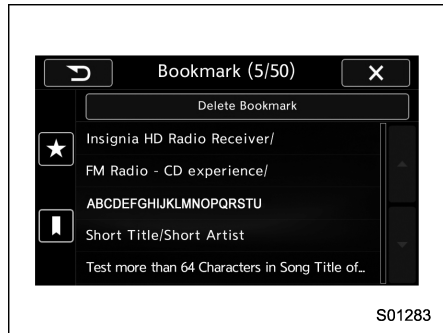 Bookmark (5/50)
Delete Bookmark
Insignia HD Radio Receiver/
FM Radio - CD experience/
ABCDEFGHIJKLMNOPQRSTU
Short Title/Short Artist
Test more than 64 Characters in Song Title of...
S01283